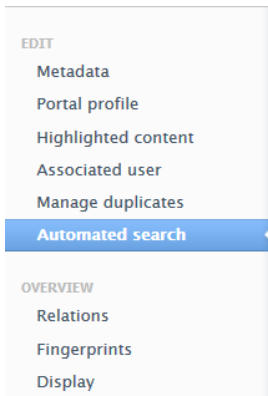 EDIT
Metadata
Portal profile
Highlighted content
Associated user
Manage duplicates
Automated search
OVERVIEW
Relations
Fingerprints
Display